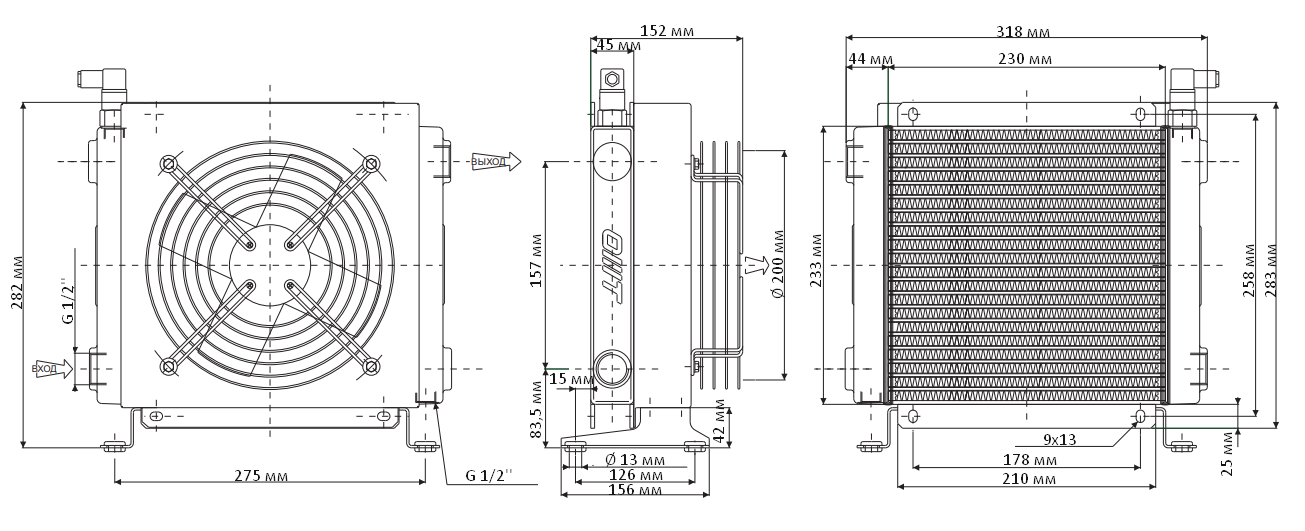 282 мм
G 1/2''
ВХОД
ВЫХОД
275 мм
G 1/2''
152 мм
45 мм
157 мм
83,5 мм
15 мм
Ø 200 мм
42 мм
Ø 13 мм
126 мм
156 мм
318 мм
44 мм
230 мм
233 мм
258 мм
283 мм
9x13
25 мм
178 мм
210 мм